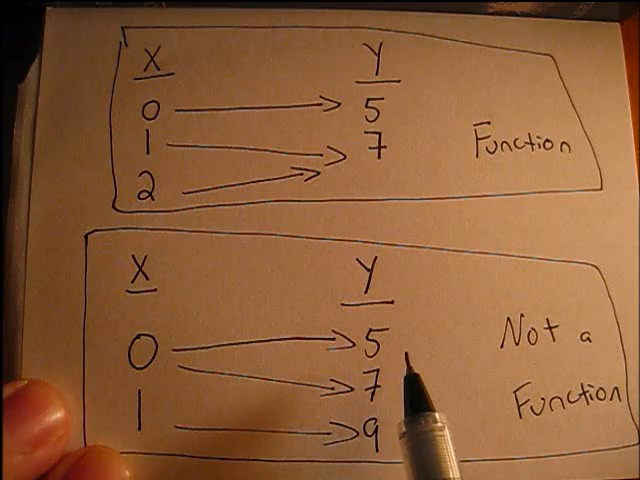 X Y
0 5
1 7 Function
2
X Y
0 5 Not a
7 Function
1 9